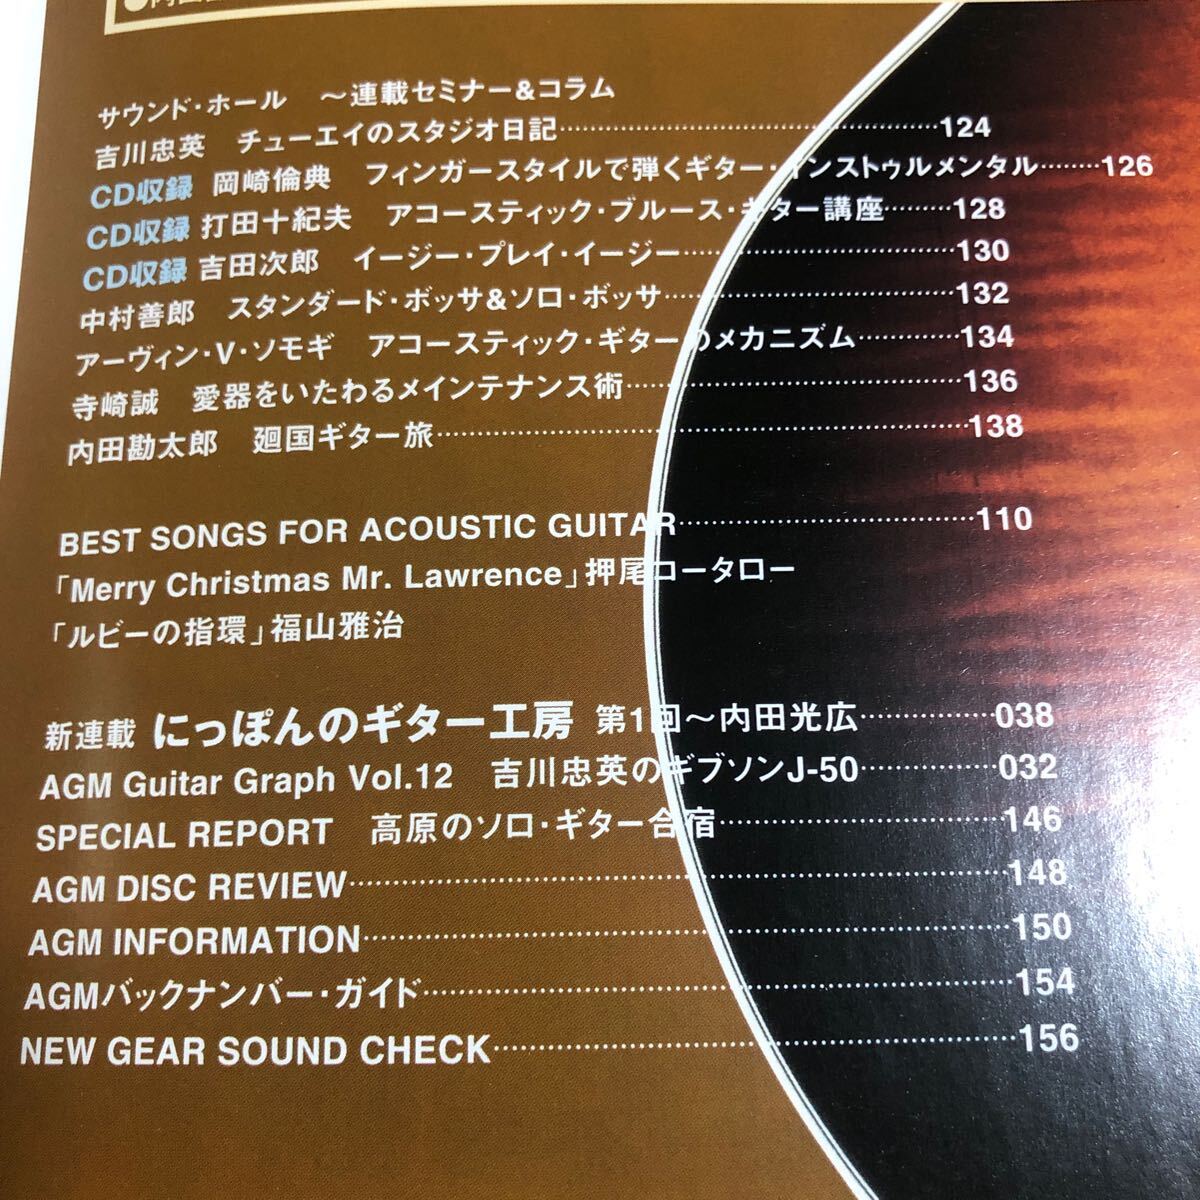 サウンド・ホール　～連載セミナー&コラム
吉川忠英　チューエイのスタジオ日記……124
CD収録 岡崎倫典　フィンガースタイルで弾くギター・インストゥルメンタル……126
CD収録 打田十紀夫　アコースティック・ブルース・ギター講座……128
CD収録 吉田次郎　イージー・プレイ・イージー……130
中村善郎　スタンダード・ボッサ&ソロ・ボッサ……132
アーヴィン・V・ソモギ　アコースティック・ギターのメカニズム……134
寺崎誠　愛器をいたわるメインテナンス術……136
内田勘太郎　廻国ギター旅……138
BEST SONGS FOR ACOUSTIC GUITAR……110
「Merry Christmas Mr. Lawrence」押尾コータロー
「ルビーの指環」福山雅治
新連載 にっぽんのギター工房 第1回～内田光広……038
AGM Guitar Graph Vol.12　吉川忠英のギブソンJ-50……032
SPECIAL REPORT　高原のソロ・ギター合宿……146
AGM DISC REVIEW……148
AGM INFORMATION……150
AGMバックナンバー・ガイド……154
NEW GEAR SOUND CHECK……156